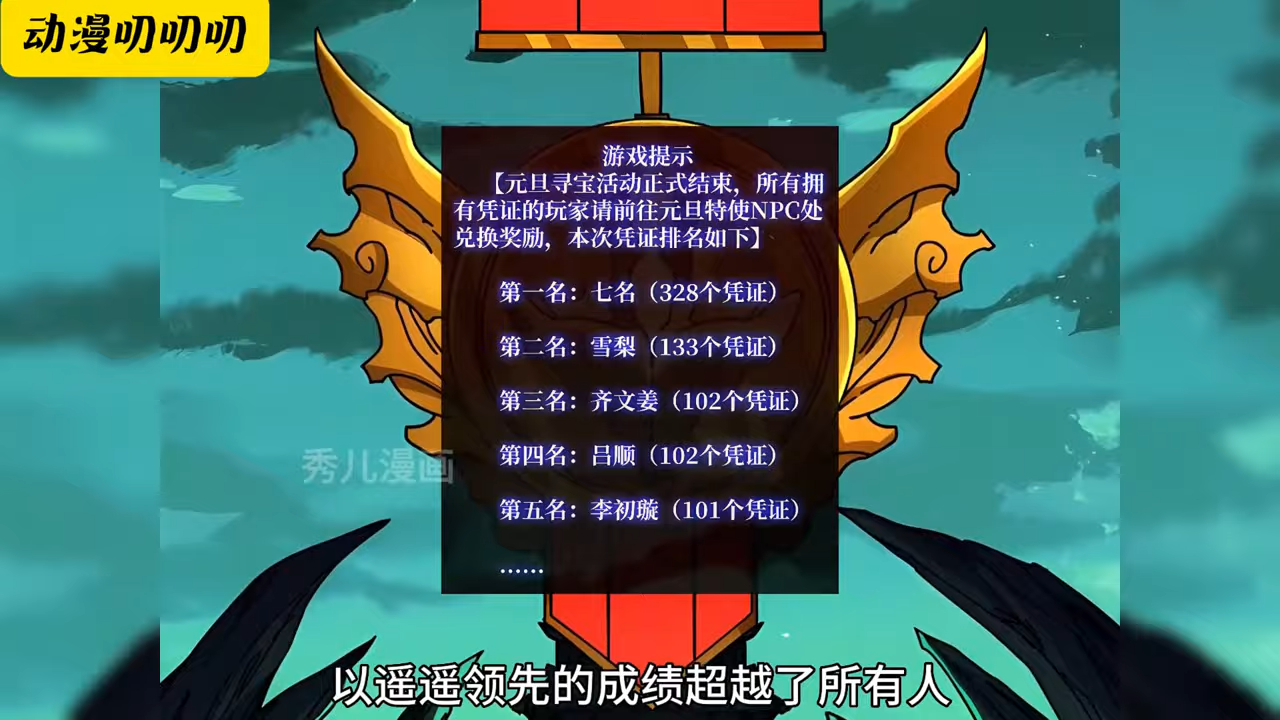 动漫叨叨叨
游戏提示
【元旦寻宝活动正式结束，所有拥
有凭证的玩家请前往元旦特使NPC处
兑换奖励，本次凭证排名如下】
第一名：七名（328个凭证）
第二名：雪梨（133个凭证）
第三名：齐文姜（102个凭证）
第四名：吕顺（102个凭证）
第五名：李初璇（101个凭证）
……
秀儿漫画
以遥遥领先的成绩超越了所有人